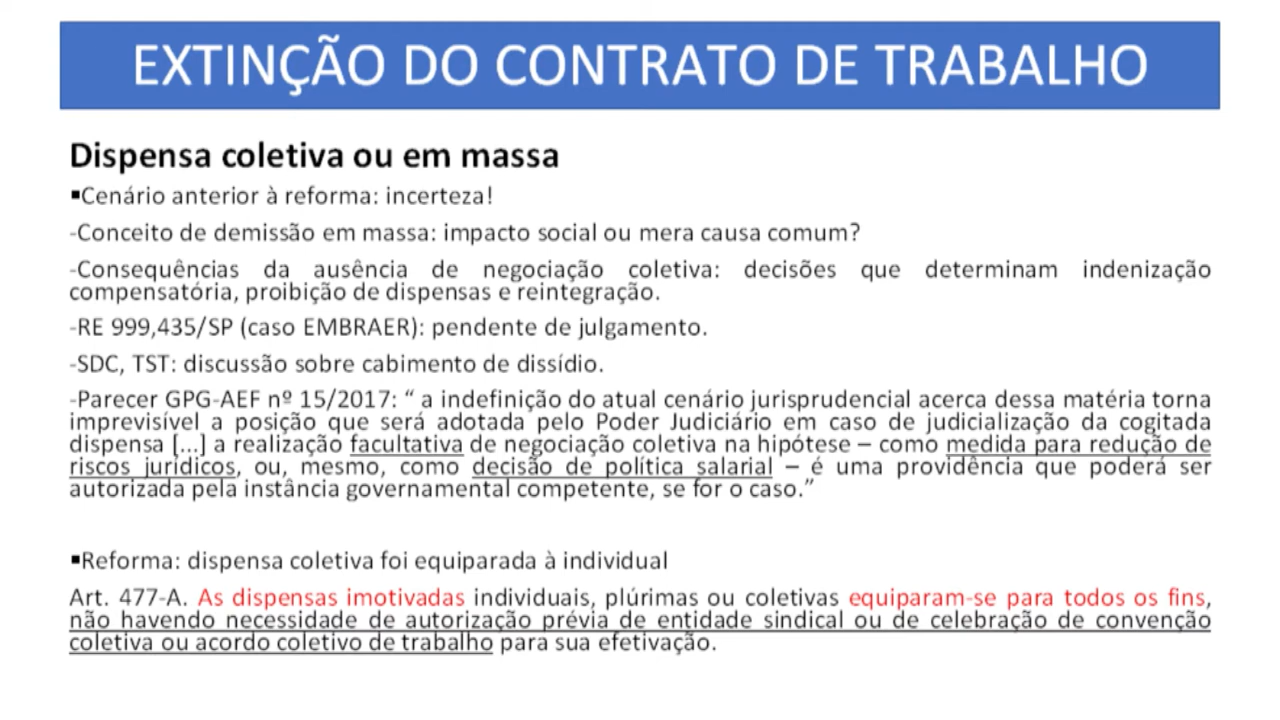 EXTINÇÃO DO CONTRATO DE TRABALHO
Dispensa coletiva ou em massa
▪Cenário anterior à reforma: incerteza!
-Conceito de demissão em massa: impacto social ou mera causa comum?
-Consequências da ausência de negociação coletiva: decisões que determinam indenização
compensatória, proibição de dispensas e reintegração.
-RE 999,435/SP (caso EMBRAER): pendente de julgamento.
-SDC, TST: discussão sobre cabimento de dissídio.
-Parecer GPG-AEF nº 15/2017: “ a indefinição do atual cenário jurisprudencial acerca dessa matéria torna
imprevisível a posição que será adotada pelo Poder Judiciário em caso de judicialização da cogitada
dispensa [...] a realização facultativa de negociação coletiva na hipótese – como medida para redução de
riscos jurídicos, ou, mesmo, como decisão de política salarial – é uma providência que poderá ser
autorizada pela instância governamental competente, se for o caso.”
▪Reforma: dispensa coletiva foi equiparada à individual
Art. 477-A. As dispensas imotivadas individuais, plúrimas ou coletivas equiparam-se para todos os fins,
não havendo necessidade de autorização prévia de entidade sindical ou de celebração de convenção
coletiva ou acordo coletivo de trabalho para sua efetivação.